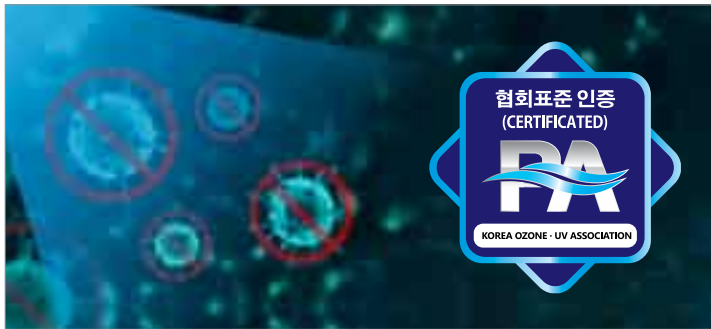 협회표준 인증
(CERTIFICATED)
PA
KOREA OZONE · UV ASSOCIATION